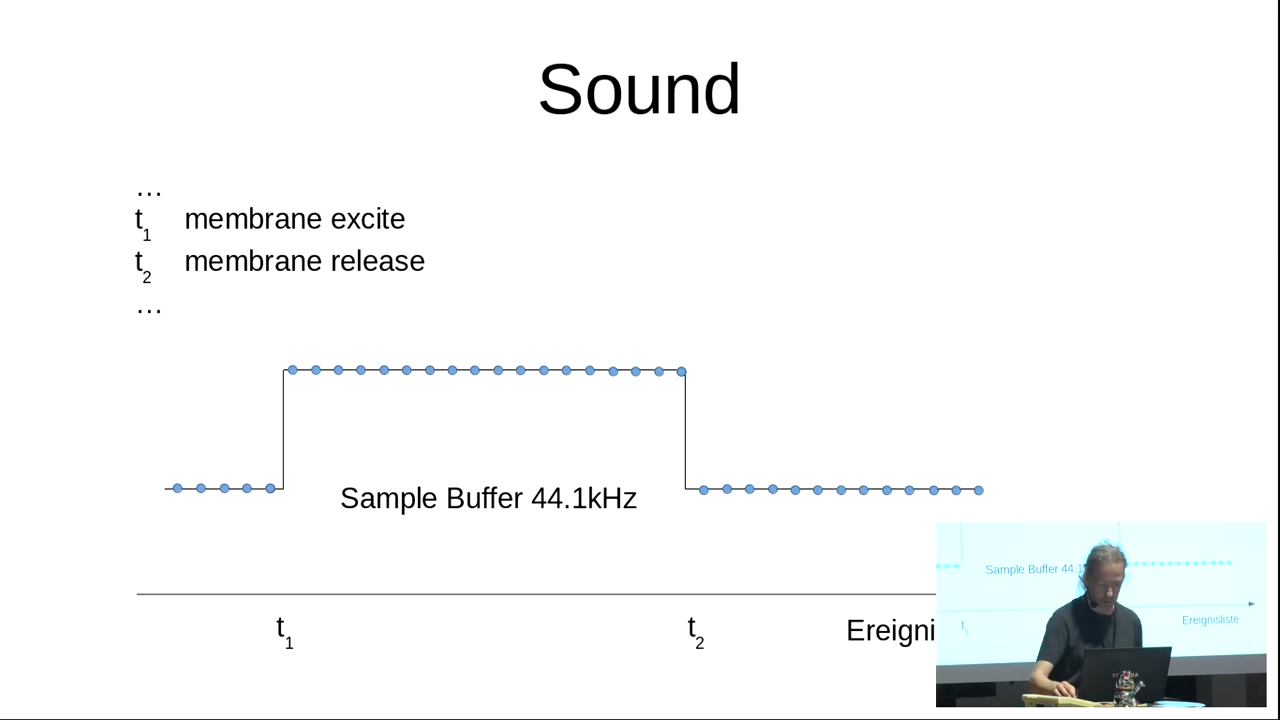 Sound
…
t1 membrane excite
t2 membrane release
…
Sample Buffer 44.1kHz
t1
t2
Ereigni
Sample Buffer 44.1
t1
Ereignisliste